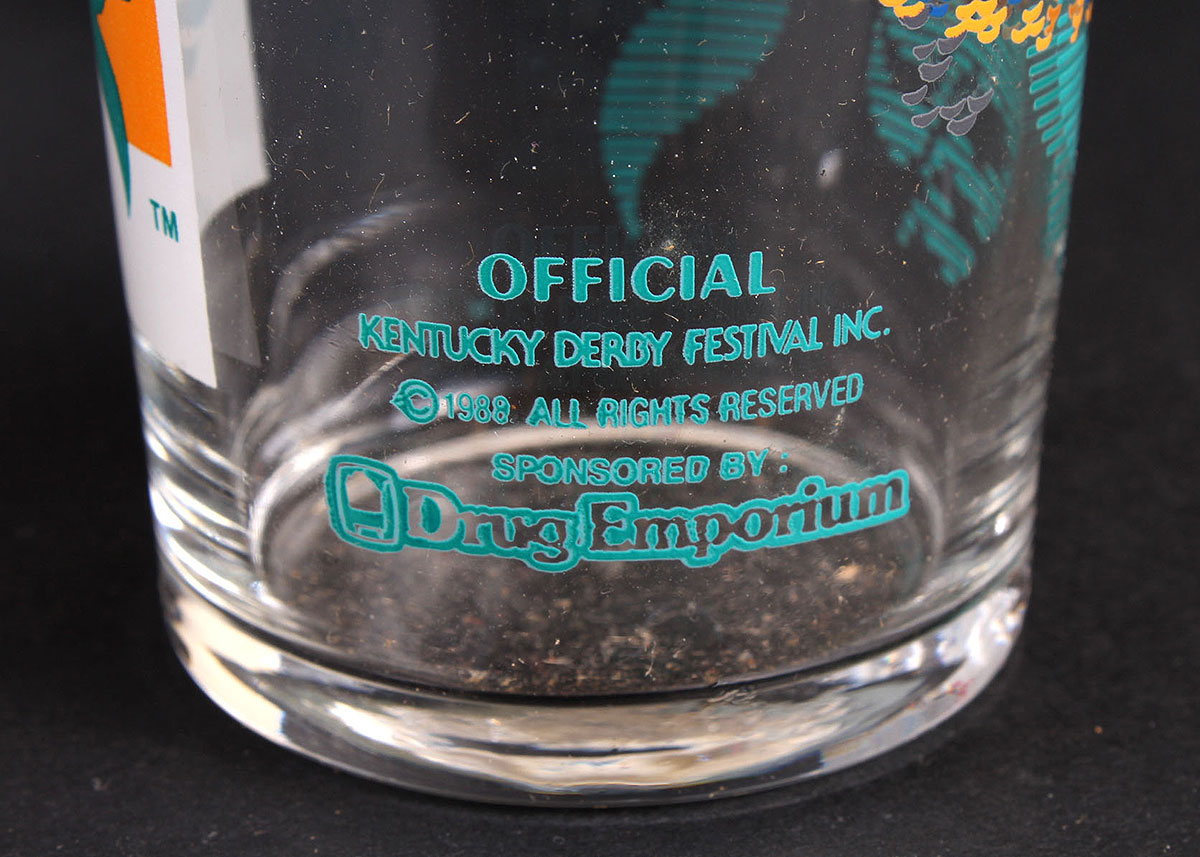 TM
OFFICIAL
KENTUCKY DERBY FESTIVAL INC.
© 1988 ALL RIGHTS RESERVED
SPONSORED BY:
Drug Emporium